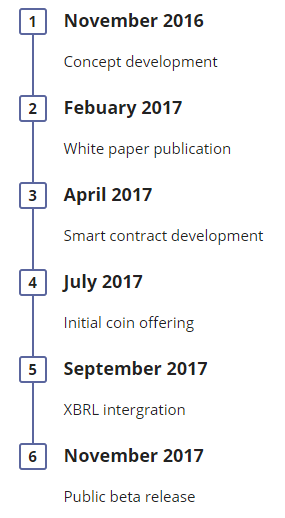 1 November 2016
Concept development
2 Febuary 2017
White paper publication
3 April 2017
Smart contract development
4 July 2017
Initial coin offering
5 September 2017
XBRL intergration
6 November 2017
Public beta release